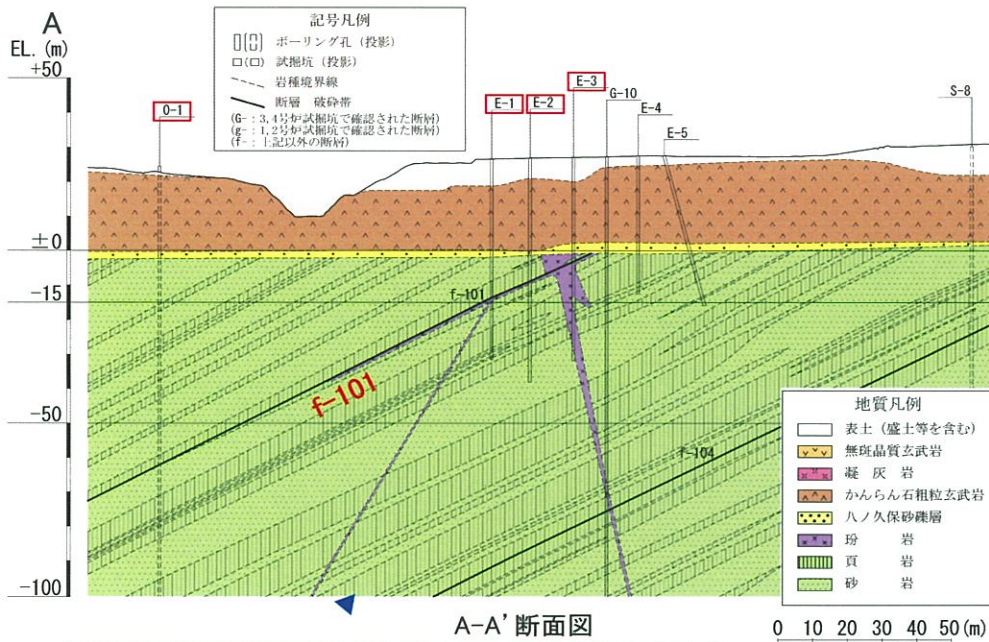 A
EL. (m)
+50
±0
-15
-50
-100
記号凡例
ボーリング孔 (投影)
試掘坑 (投影)
岩種境界線
断層 破砕帯
(G- : 3,4号炉試掘坑で確認された断層)
(g- : 1,2号炉試掘坑で確認された断層)
(f- : 上記以外の断層)
O-1
E-1
E-2
E-3
G-10
E-4
E-5
S-8
f-101
f-101
f-104
地質凡例
表土 (盛土等を含む)
無斑晶質玄武岩
凝灰岩
かんらん石粗粒玄武岩
八ノ久保砂礫層
玢岩
頁岩
砂岩
A-A'断面図
0 10 20 30 40 50(m)